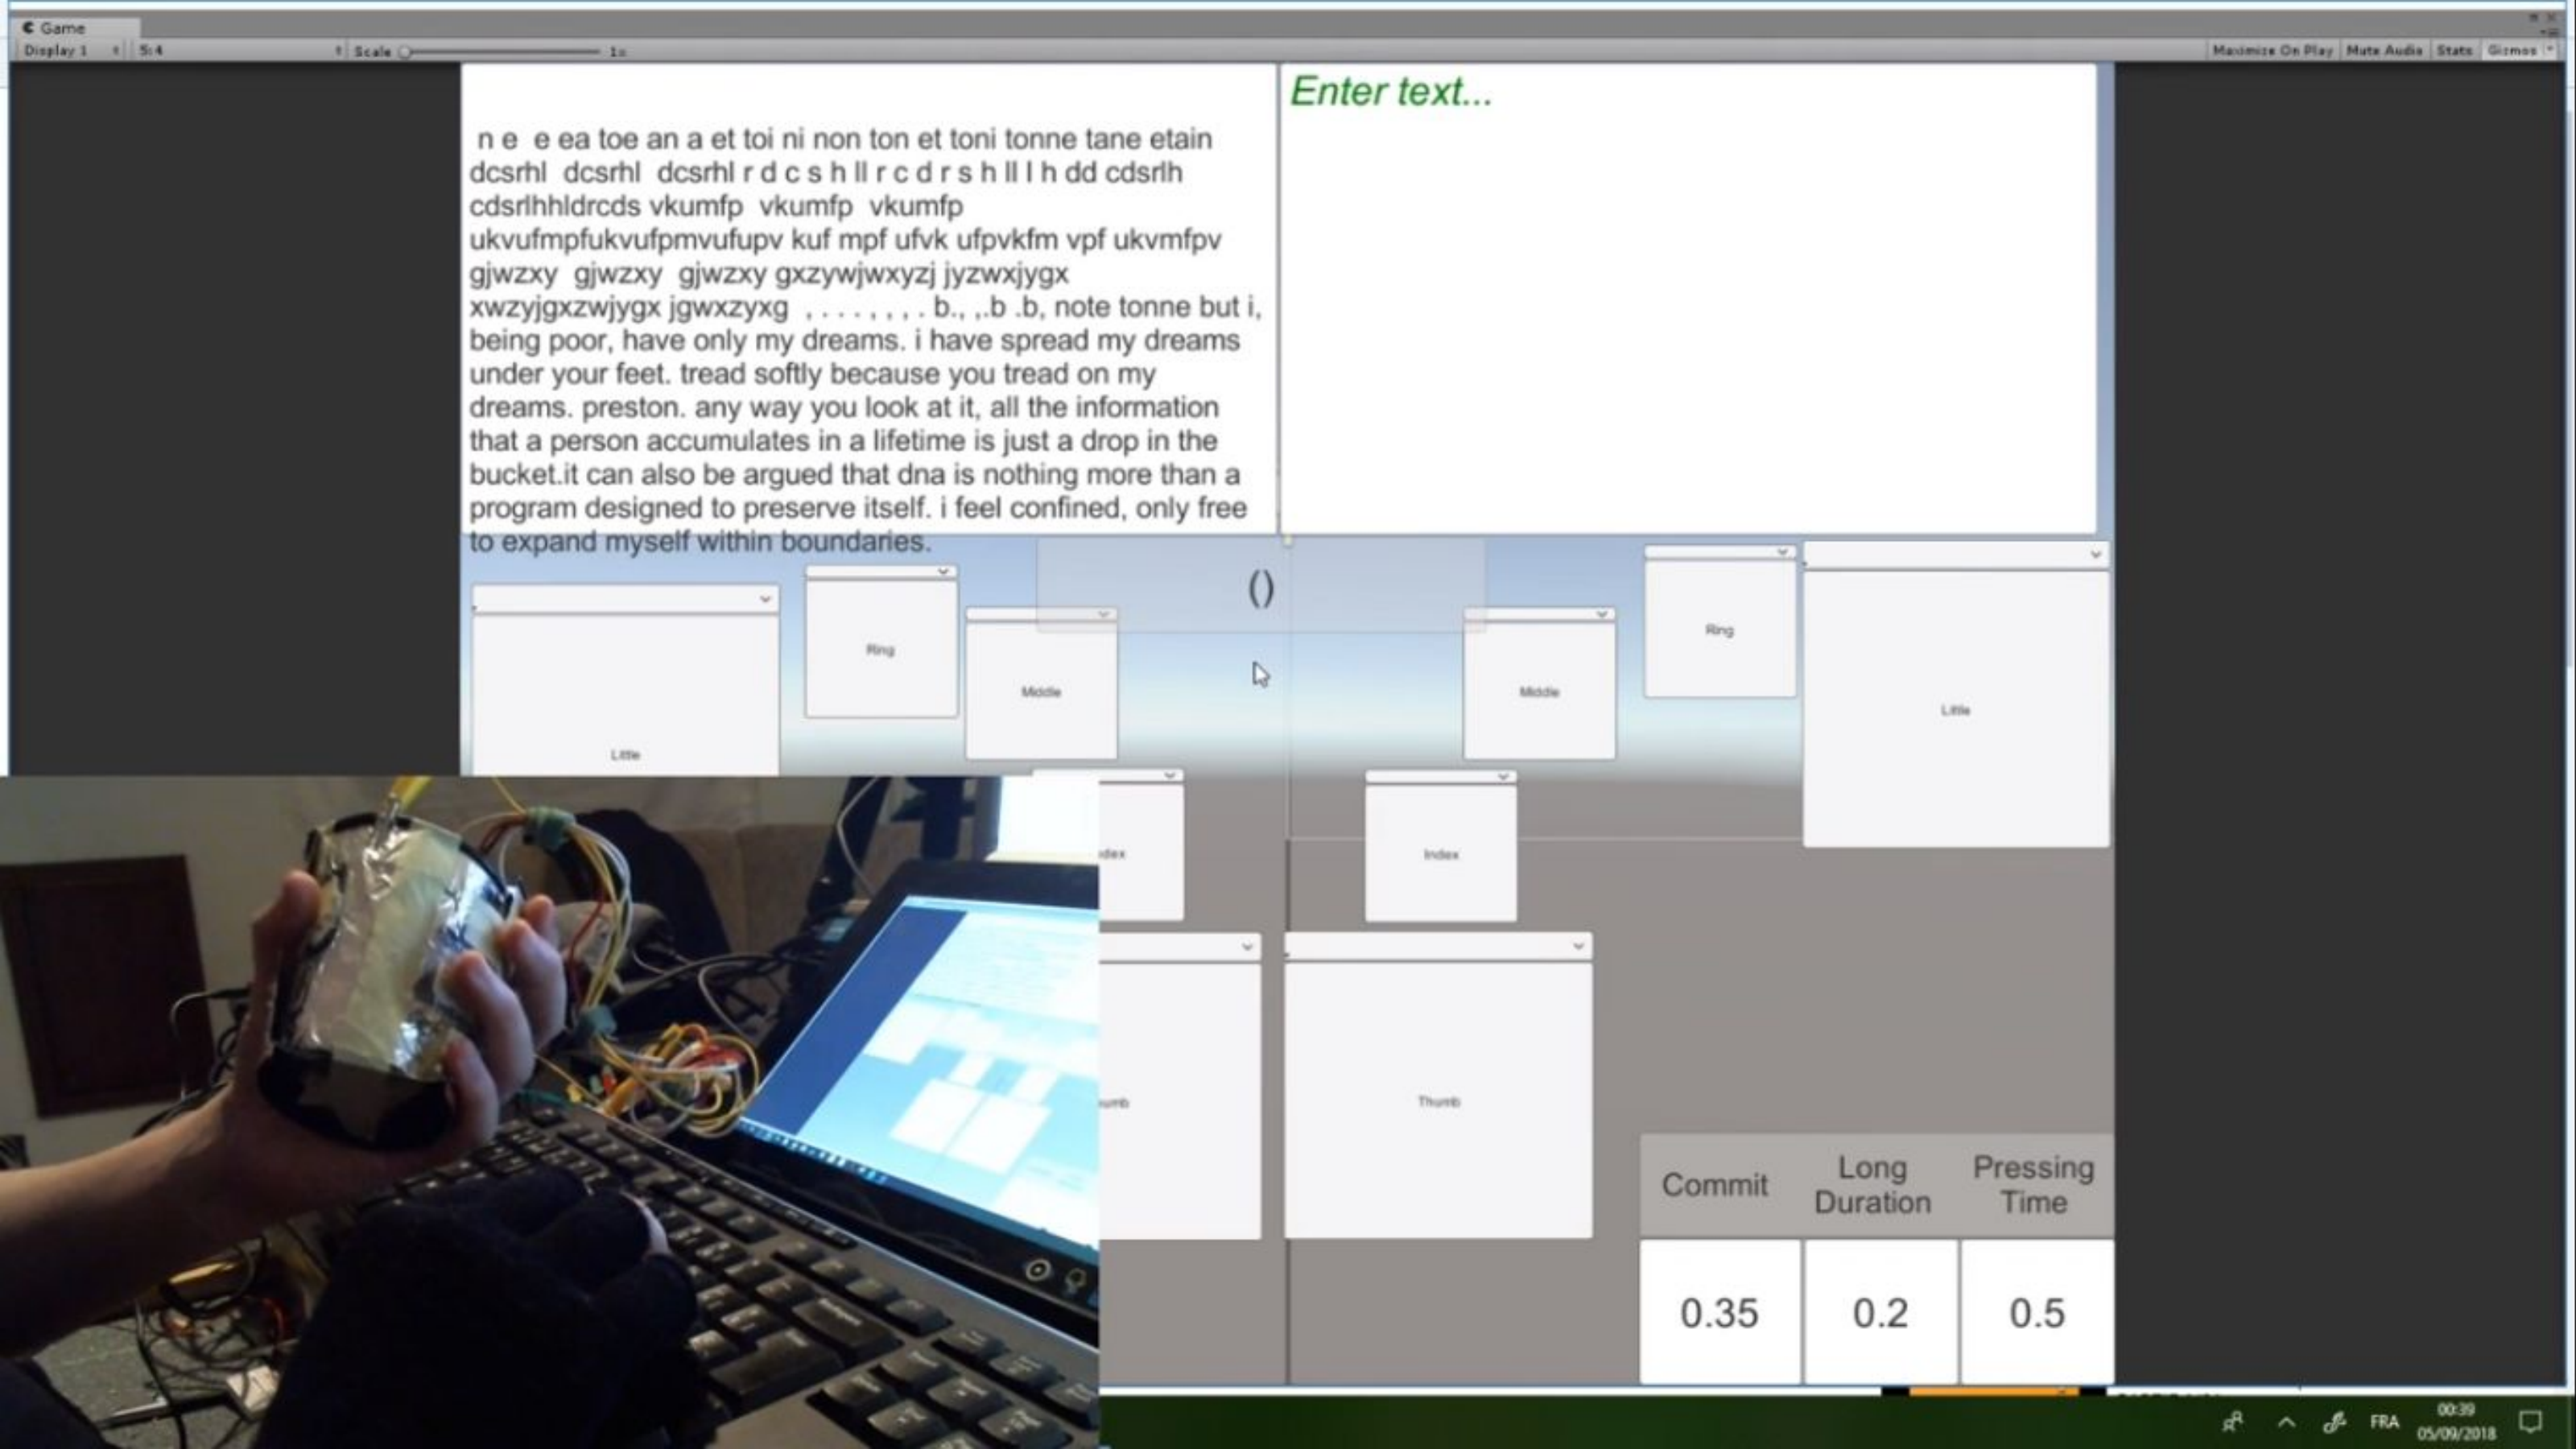 Game
Display 1 5:4 Scale 1x Maximize On Play Mute Audio Stats Gizmos
n e  e ea toe an a et toi ni non ton et toni tonne tane etain
dcsrhl  dcsrhl  dcsrhl r d c s h ll r c d r s h ll l h dd cdsrlh
cdsrlhhldrcds vkumfp  vkumfp  vkumfp
ukvufmpfukvufpmvufupv kuf mpf ufvk ufpvkfm vpf ukvmfpv
gjwzxy  gjwzxy  gjwzxy gxzywjwxyzj jyzwxjygx
xwzyjgxzwjygx jgwxzyxg  , . . . , , , . b., ,.b .b, note tonne but i,
being poor, have only my dreams. i have spread my dreams
under your feet. tread softly because you tread on my
dreams. preston. any way you look at it, all the information
that a person accumulates in a lifetime is just a drop in the
bucket.it can also be argued that dna is nothing more than a
program designed to preserve itself. i feel confined, only free
to expand myself within boundaries.
Enter text...
()
Little
Ring
Middle
Middle
Ring
Little
Index
Thumb
Commit
Long
Duration
Pressing
Time
0.35
0.2
0.5
FRA
00:39
05/09/2018